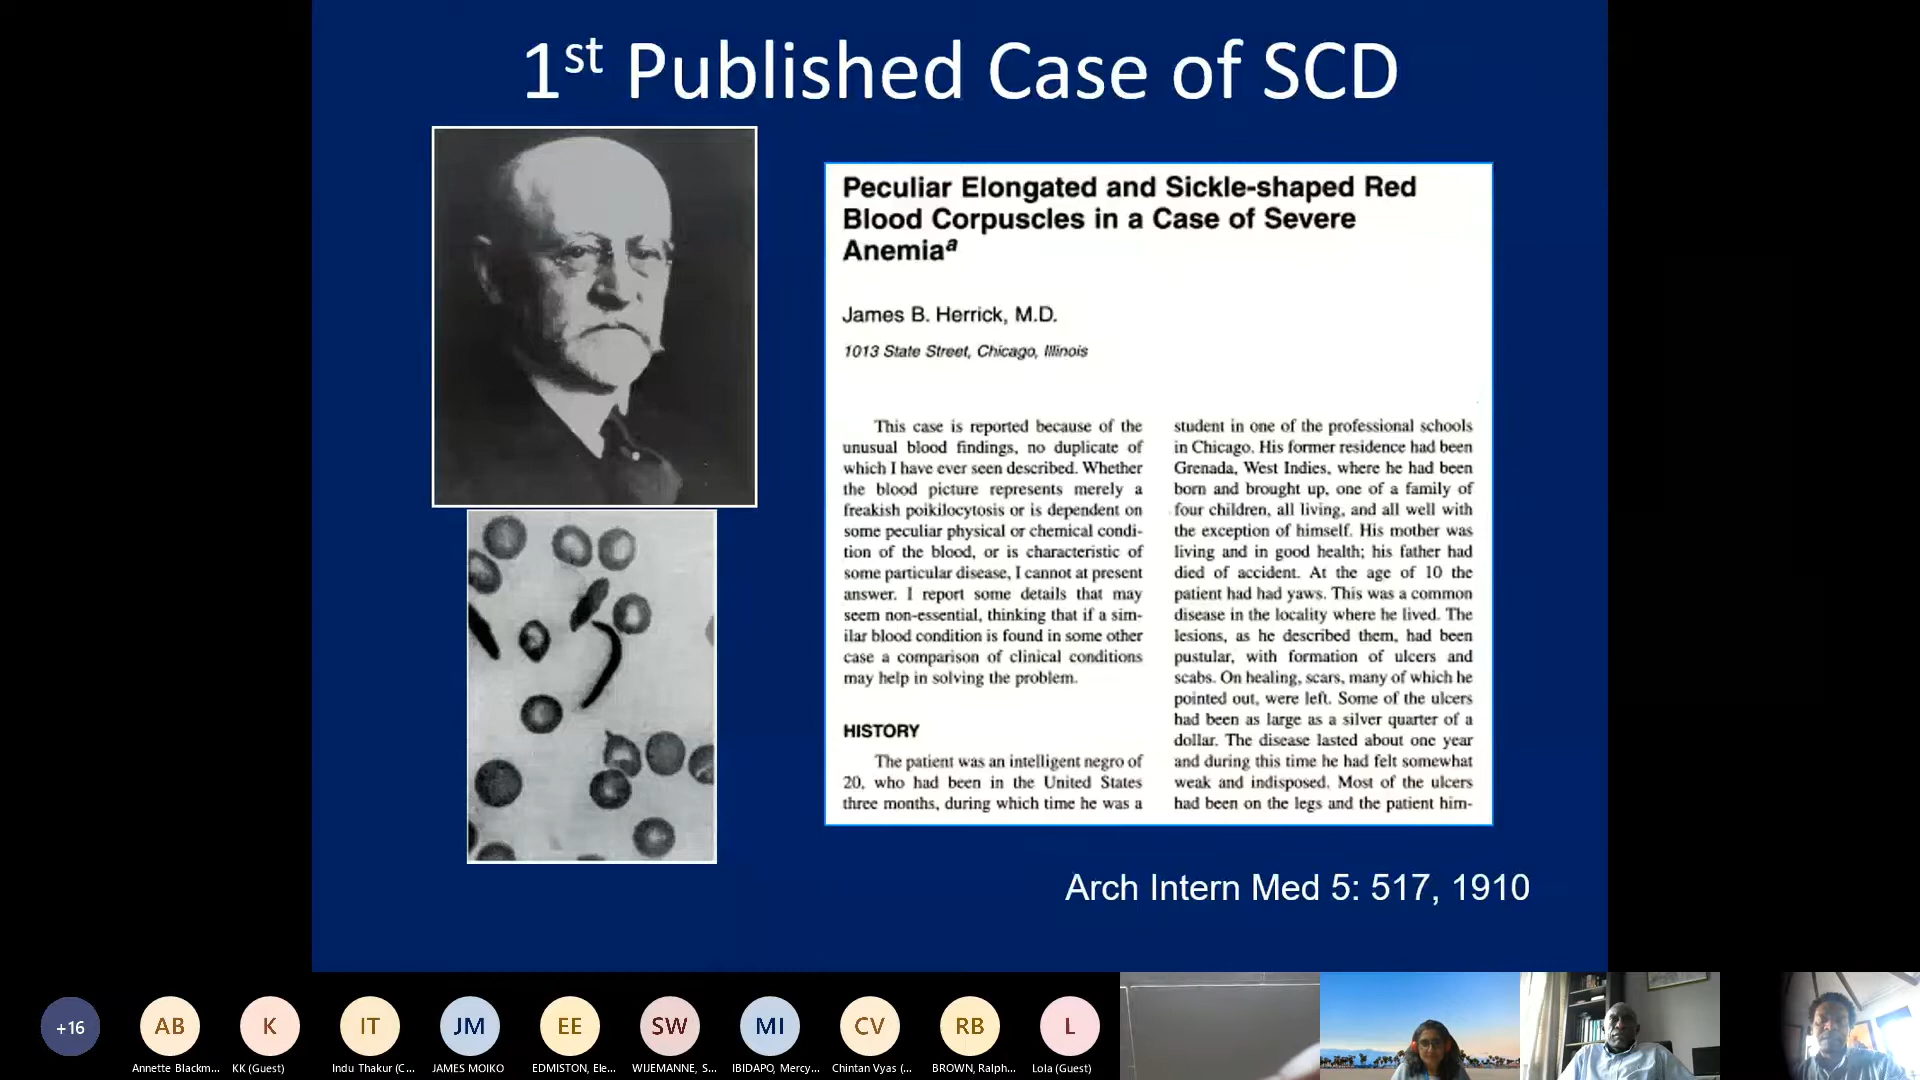 1st Published Case of SCD
Peculiar Elongated and Sickle-shaped Red
Blood Corpuscles in a Case of Severe
Anemiaa
James B. Herrick, M.D.
1013 State Street, Chicago, Illinois
This case is reported because of the
unusual blood findings, no duplicate of
which I have ever seen described. Whether
the blood picture represents merely a
freakish poikilocytosis or is dependent on
some peculiar physical or chemical condi-
tion of the blood, or is characteristic of
some particular disease, I cannot at present
answer. I report some details that may
seem non-essential, thinking that if a sim-
ilar blood condition is found in some other
case a comparison of clinical conditions
may help in solving the problem.
HISTORY
The patient was an intelligent negro of
20, who had been in the United States
three months, during which time he was a
student in one of the professional schools
in Chicago. His former residence had been
Grenada, West Indies, where he had been
born and brought up, one of a family of
four children, all living, and all well with
the exception of himself. His mother was
living and in good health; his father had
died of accident. At the age of 10 the
patient had had yaws. This was a common
disease in the locality where he lived. The
lesions, as he described them, had been
pustular, with formation of ulcers and
scabs. On healing, scars, many of which he
pointed out, were left. Some of the ulcers
had been as large as a silver quarter of a
dollar. The disease lasted about one year
and during this time he had felt somewhat
weak and indisposed. Most of the ulcers
had been on the legs and the patient him-
Arch Intern Med 5: 517, 1910
+16
AB
K
IT
JM
EE
SW
MI
CV
RB
L
Annette Blackm...
KK (Guest)
Indu Thakur (C...
JAMES MOIKO
EDMISTON, Ele...
WIJEMANNE, S...
IBIDAPO, Mercy...
Chintan Vyas (...
BROWN, Ralph...
Lola (Guest)